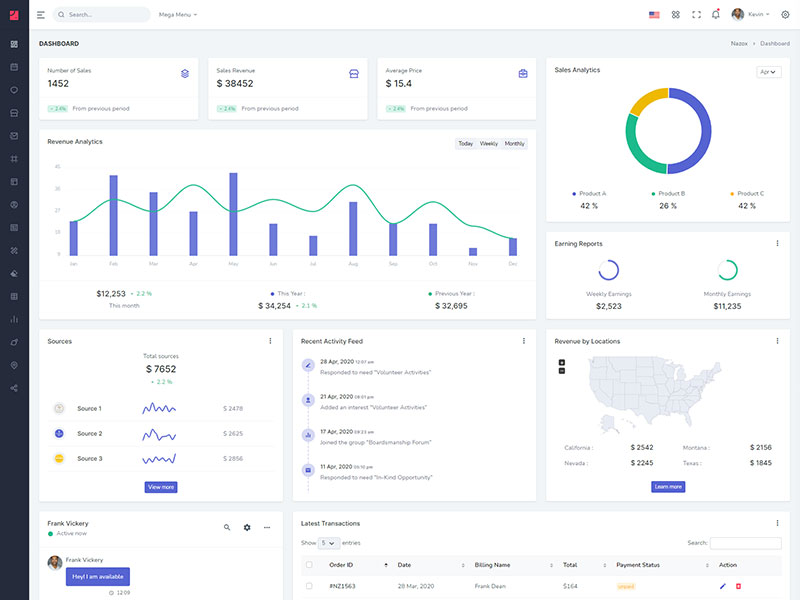 Search...
Mega Menu
Kevin
DASHBOARD
Nazox > Dashboard
Number of Sales
1452
2.4% From previous period
Sales Revenue
$ 38452
2.4% From previous period
Average Price
$ 15.4
2.4% From previous period
Sales Analytics
Apr
Product A
42 %
Product B
26 %
Product C
42 %
Revenue Analytics
Today Weekly Monthly
45
36
27
18
9
Jan Feb Mar Apr May Jun Jul Aug Sep Oct Nov Dec
$12,253 + 2.2 %
This month
This Year :
$ 34,254 + 2.1 %
Previous Year :
$ 32,695
Earning Reports
Weekly Earnings
$2,523
Monthly Earnings
$11,235
Sources
Total sources
$ 7652
+ 2.2 %
Source 1 $ 2478
Source 2 $ 2625
Source 3 $ 2856
View more
Recent Activity Feed
28 Apr, 2020 12:07 am
Responded to need "Volunteer Activities"
21 Apr, 2020 08:01 pm
Added an interest "Volunteer Activities"
17 Apr, 2020 09:23 am
Joined the group "Boardsmanship Forum"
11 Apr, 2020 05:10 pm
Responded to need "In-Kind Opportunity"
Revenue by Locations
California : $ 2542 Montana : $ 2156
Nevada : $ 2245 Texas : $ 1845
Learn more
Frank Vickery
Active now
Frank Vickery
Hey! I am available
12:09
Latest Transactions
Show 5 entries
Search:
Order ID Date Billing Name Total Payment Status Action
#NZ1563 28 Mar, 2020 Frank Dean $164 unpaid